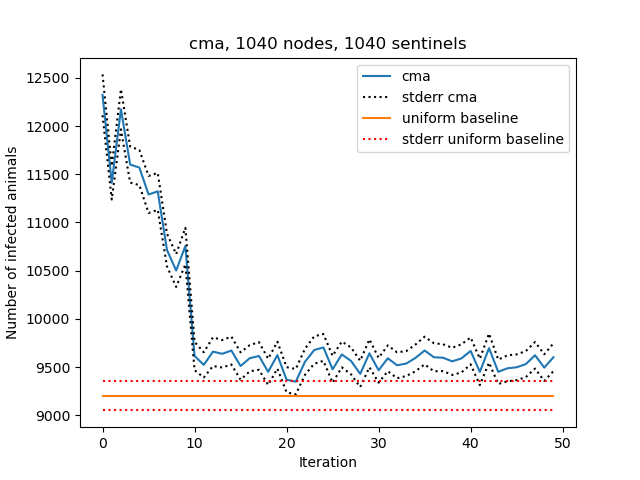 cma, 1040 nodes, 1040 sentinels
cma
stderr cma
uniform baseline
stderr uniform baseline
Number of infected animals
12500
12000
11500
11000
10500
10000
9500
9000
0 10 20 30 40 50
Iteration